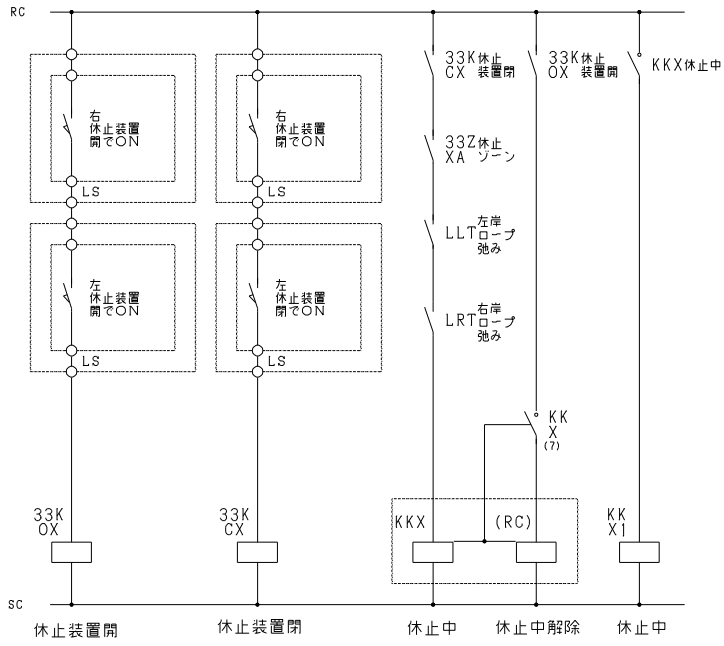 RC
33K休止
CX 装置閉
33K休止
OX 装置開
KKX休止中
右
休止装置
開でON
右
休止装置
閉でON
33Z休止
XA ゾーン
LS
LS
LLT左岸
ロープ
弛み
左
休止装置
開でON
左
休止装置
閉でON
LRT右岸
ロープ
弛み
LS
LS
KK
X
(7)
33K
OX
33K
CX
KKX
(RC)
KK
X1
SC
休止装置開
休止装置閉
休止中
休止中解除
休止中